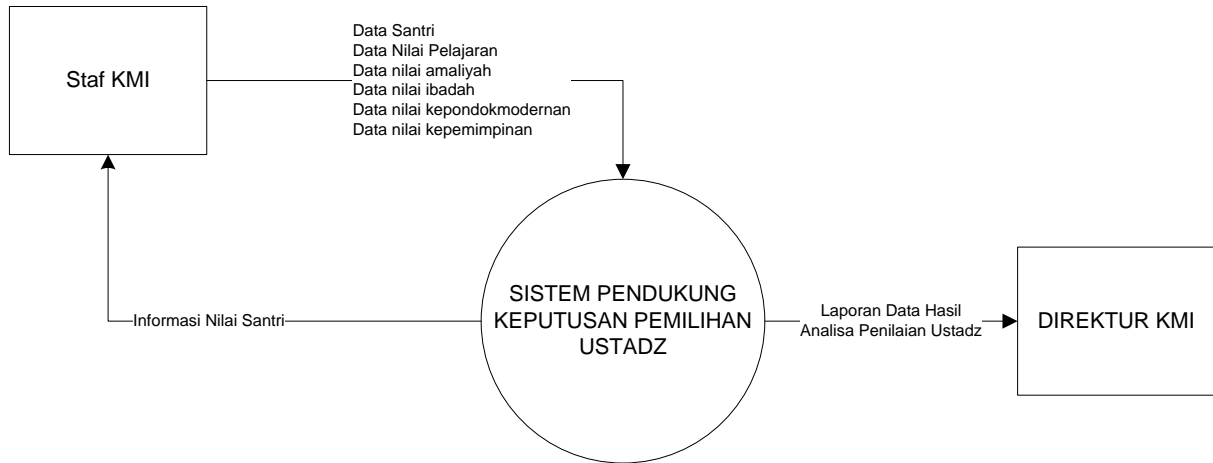 Staf KMI
Data Santri
Data Nilai Pelajaran
Data nilai amaliyah
Data nilai ibadah
Data nilai kepondokmodernan
Data nilai kepemimpinan
Informasi Nilai Santri
SISTEM PENDUKUNG
KEPUTUSAN PEMILIHAN
USTADZ
Laporan Data Hasil
Analisa Penilaian Ustadz
DIREKTUR KMI